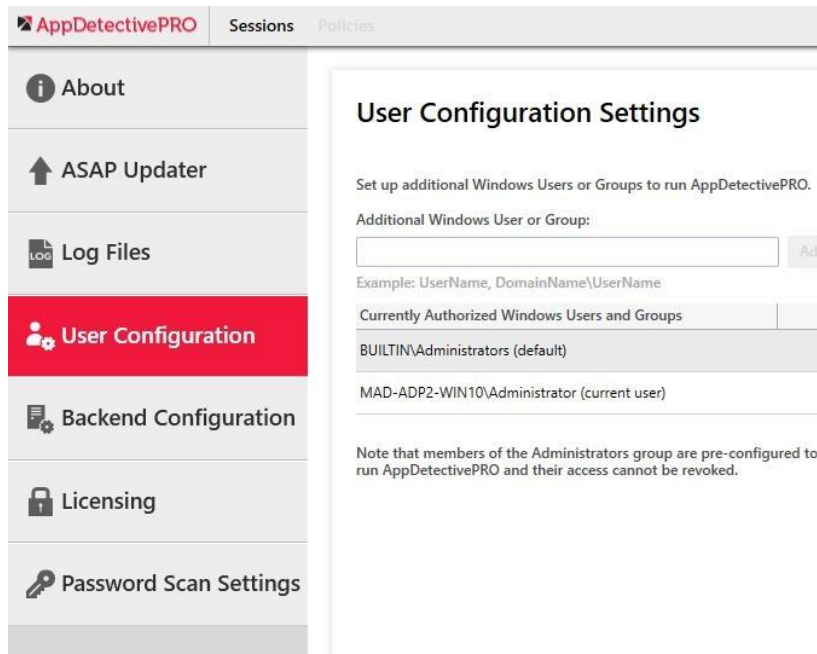 AppDetectivePRO Sessions Policies
About
ASAP Updater
LOG Log Files
User Configuration
Backend Configuration
Licensing
Password Scan Settings
User Configuration Settings
Set up additional Windows Users or Groups to run AppDetectivePRO.
Additional Windows User or Group:
Ad
Example: UserName, DomainName\UserName
Currently Authorized Windows Users and Groups
BUILTIN\Administrators (default)
MAD-ADP2-WIN10\Administrator (current user)
Note that members of the Administrators group are pre-configured to
run AppDetectivePRO and their access cannot be revoked.